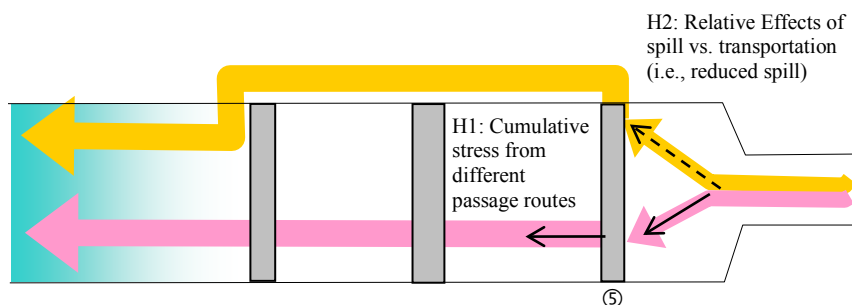 H2: Relative Effects of
spill vs. transportation
(i.e., reduced spill)
H1: Cumulative
stress from
different
passage routes
⑤